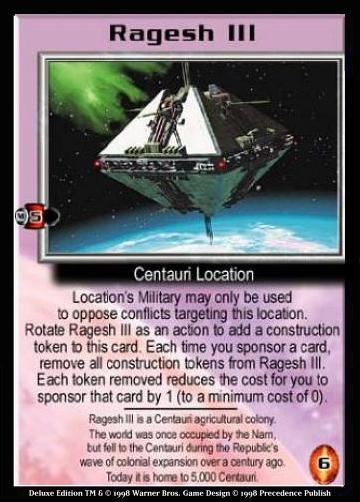 Ragesh III
M 5
Centauri Location
Location's Military may only be used
to oppose conflicts targeting this location.
Rotate Ragesh III as an action to add a construction
token to this card. Each time you sponsor a card,
remove all construction tokens from Ragesh III.
Each token removed reduces the cost for you to
sponsor that card by 1 (to a minimum cost of 0).
Ragesh III is a Centauri agricultural colony.
The world was once occupied by the Narn,
but fell to the Centauri during the Republic's
wave of colonial expansion over a century ago.
Today it is home to 5,000 Centauri.
6
Deluxe Edition TM & © 1998 Warner Bros. Game Design © 1998 Precedence Publish